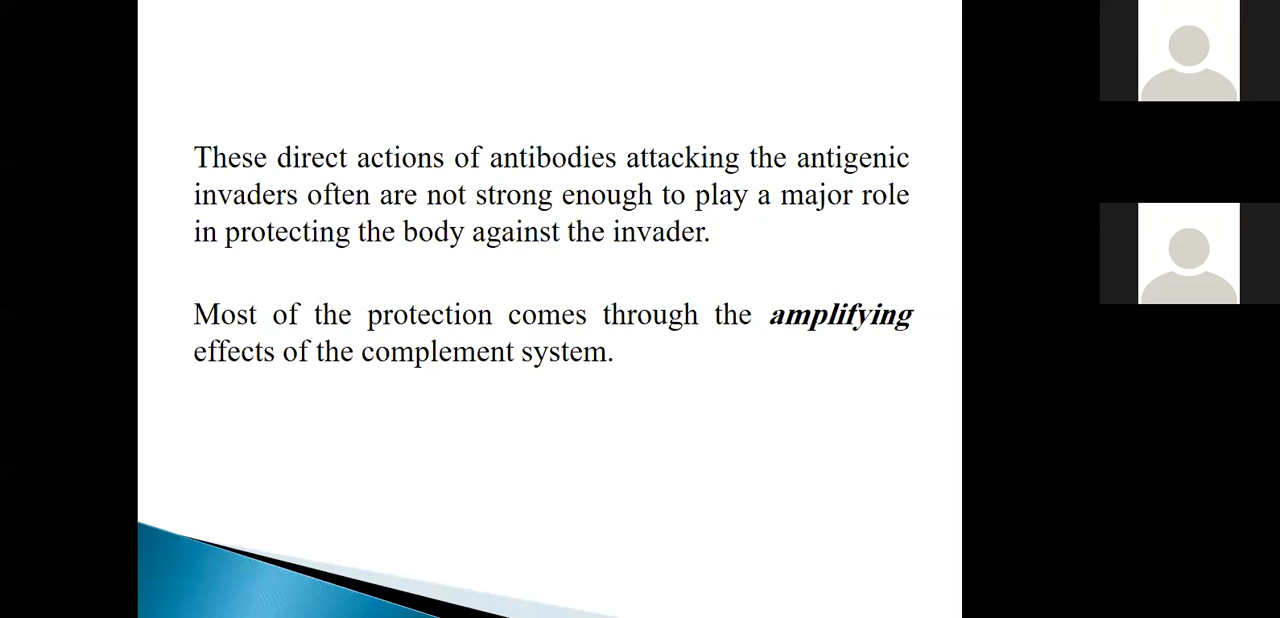 These direct actions of antibodies attacking the antigenic
invaders often are not strong enough to play a major role
in protecting the body against the invader.
Most of the protection comes through the amplifying
effects of the complement system.